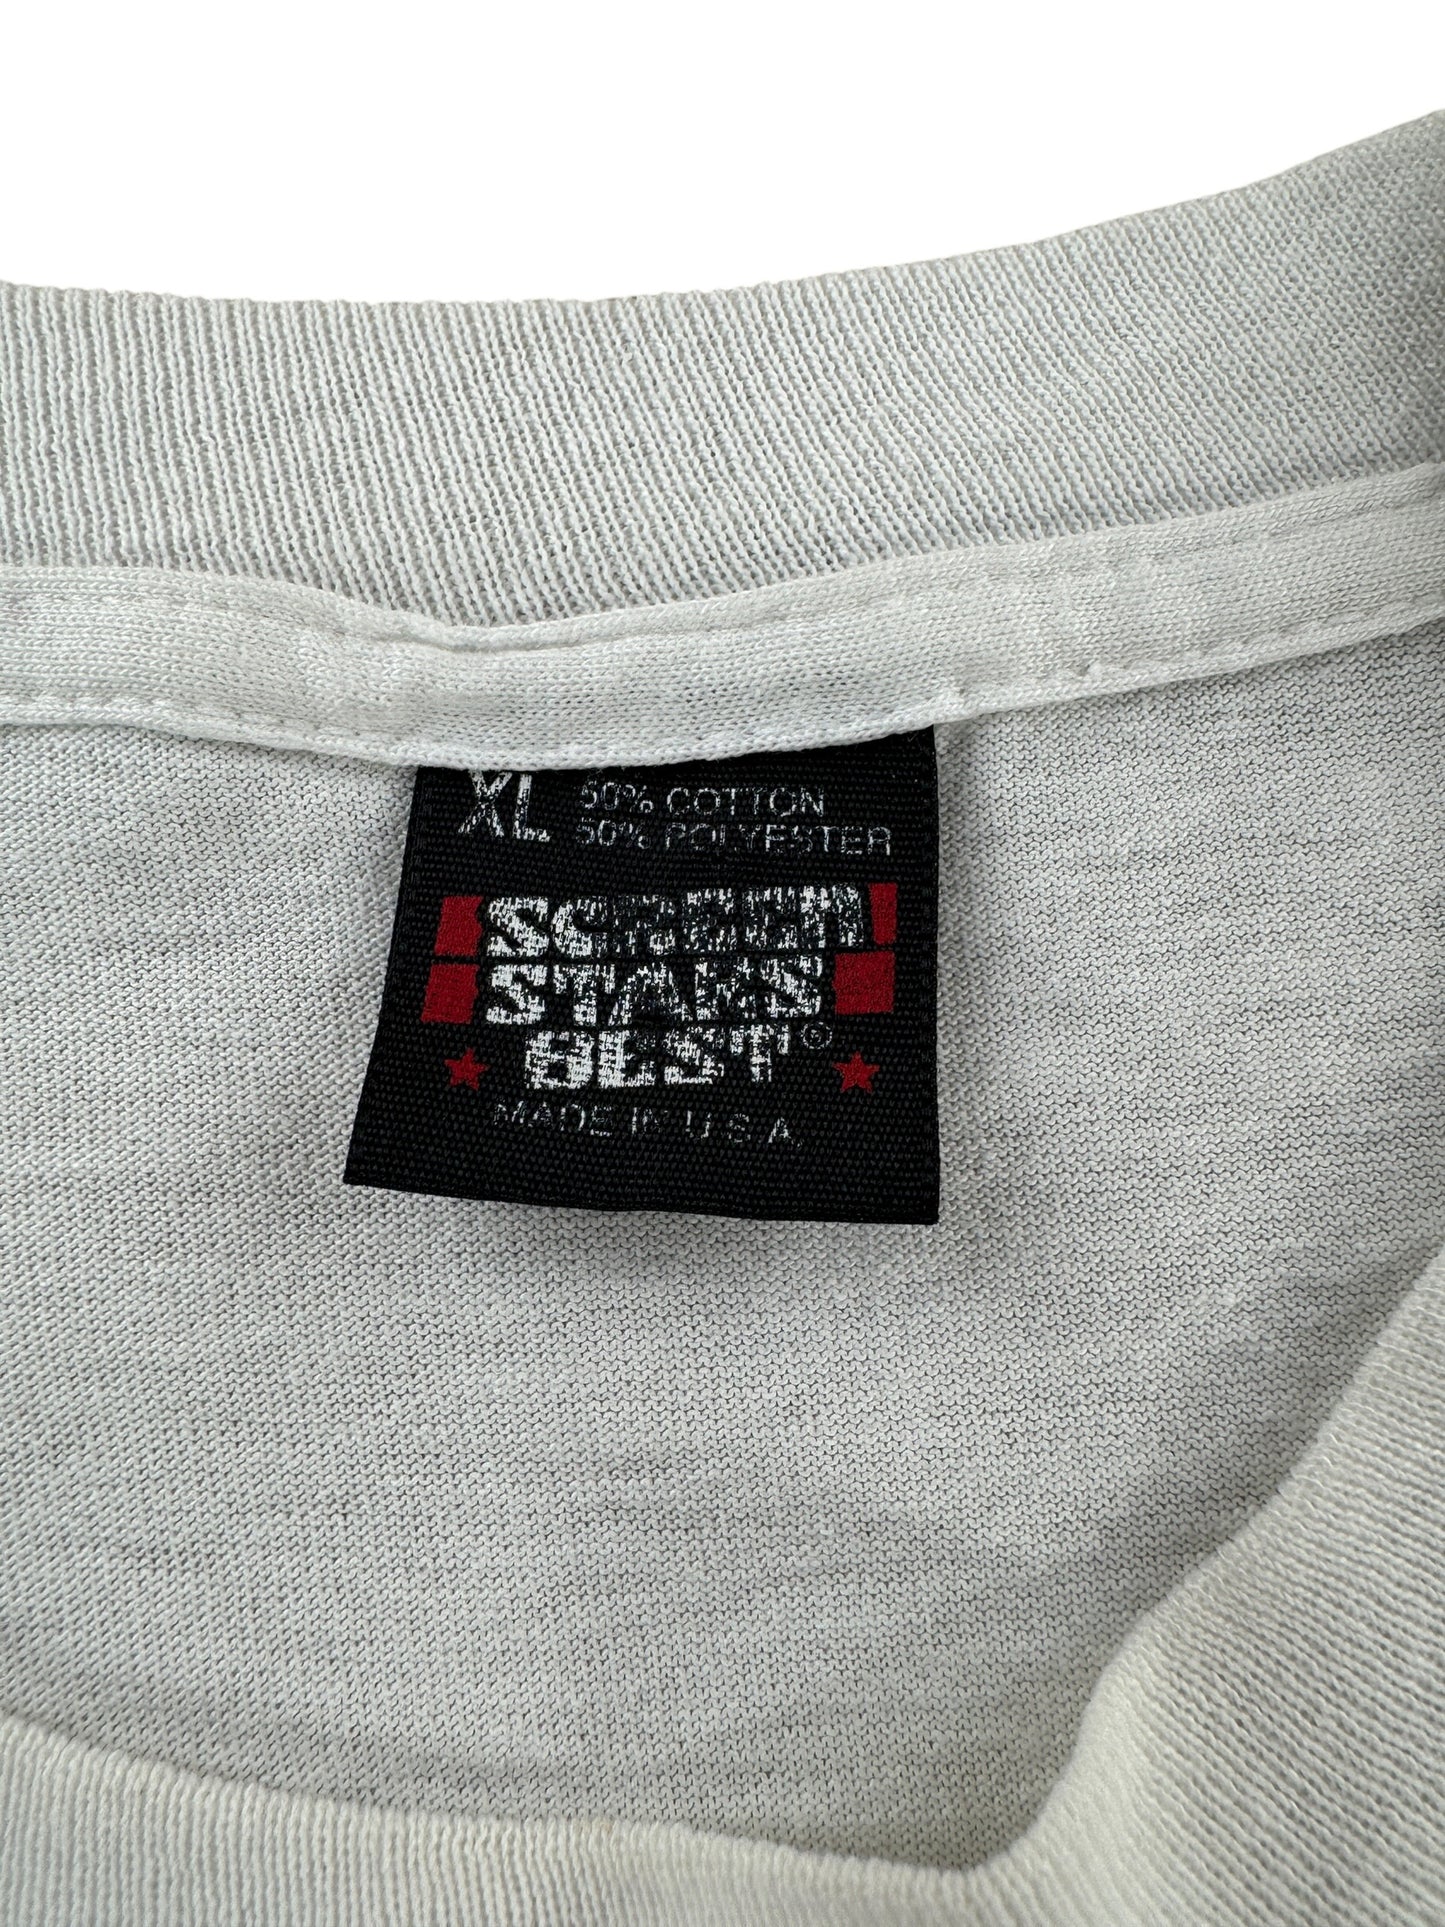 XL 50% COTTON
50% POLYESTER
SCREEN
STARS
BEST®
MADE IN U.S.A.